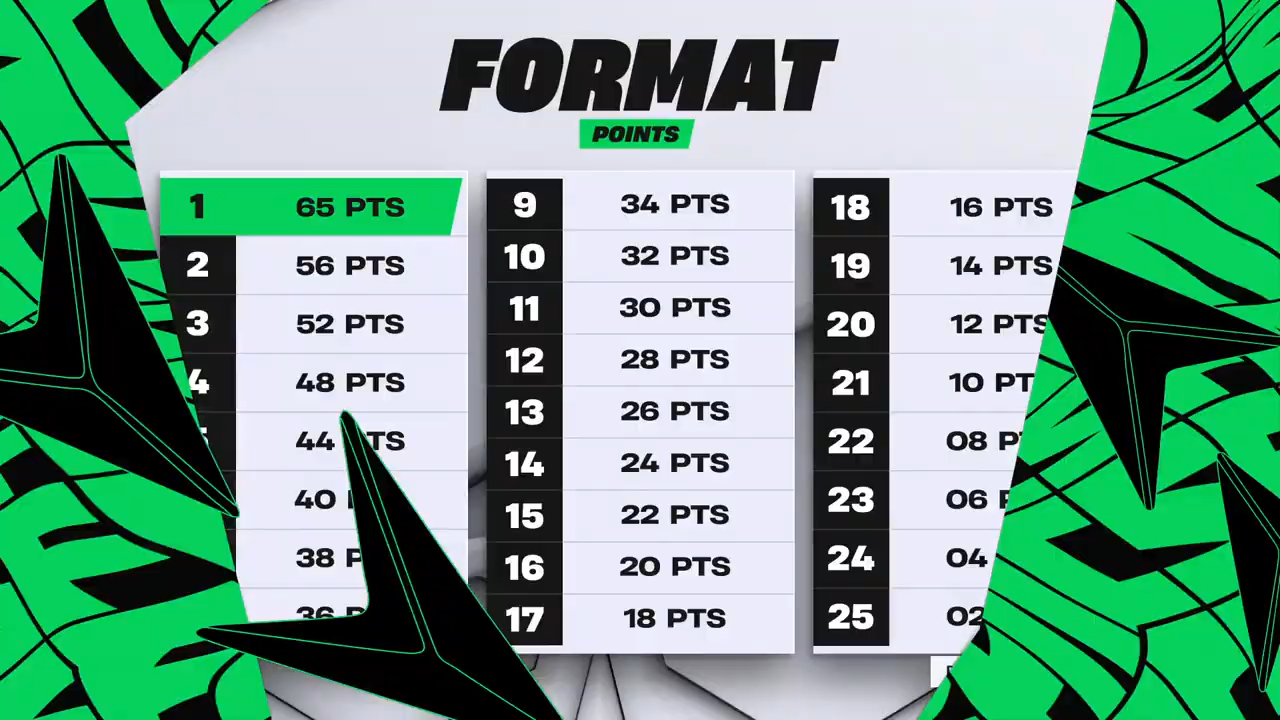 FORMAT
POINTS
1 65 PTS
2 56 PTS
3 52 PTS
4 48 PTS
44
40
38
36
9 34 PTS
10 32 PTS
11 30 PTS
12 28 PTS
13 26 PTS
14 24 PTS
15 22 PTS
16 20 PTS
17 18 PTS
18 16 PTS
19 14 PTS
20 12 PTS
21 10 PT
22 08 P
23 06
24 04
25 02